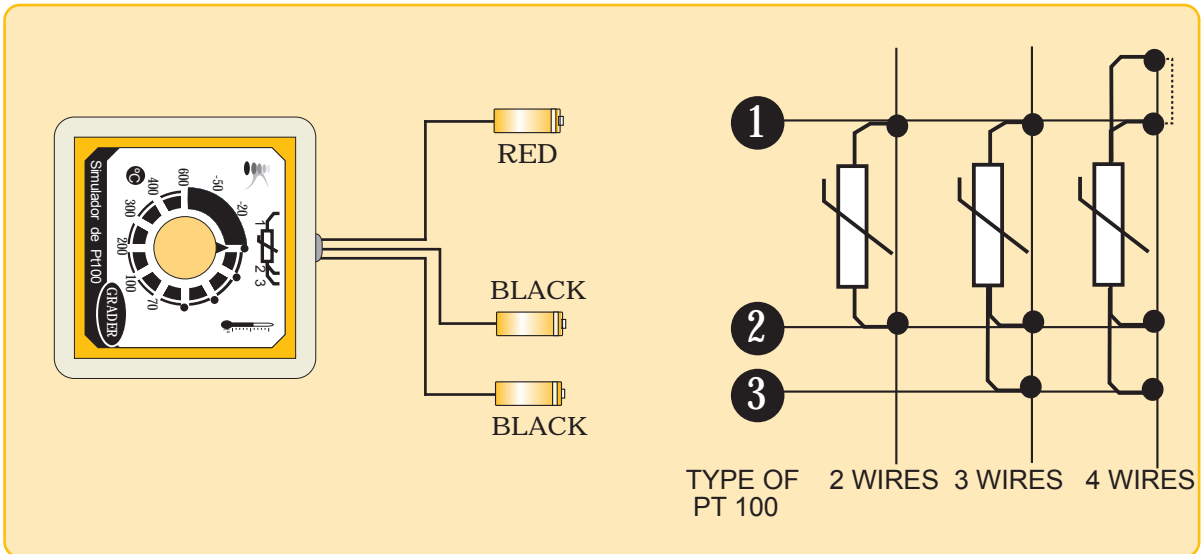 Simulador de Pt100
GRADER
°C
-50
-20
70
100
200
300
400
600
1
2 3
RED
BLACK
BLACK
1
2
3
TYPE OF PT 100
2 WIRES
3 WIRES
4 WIRES